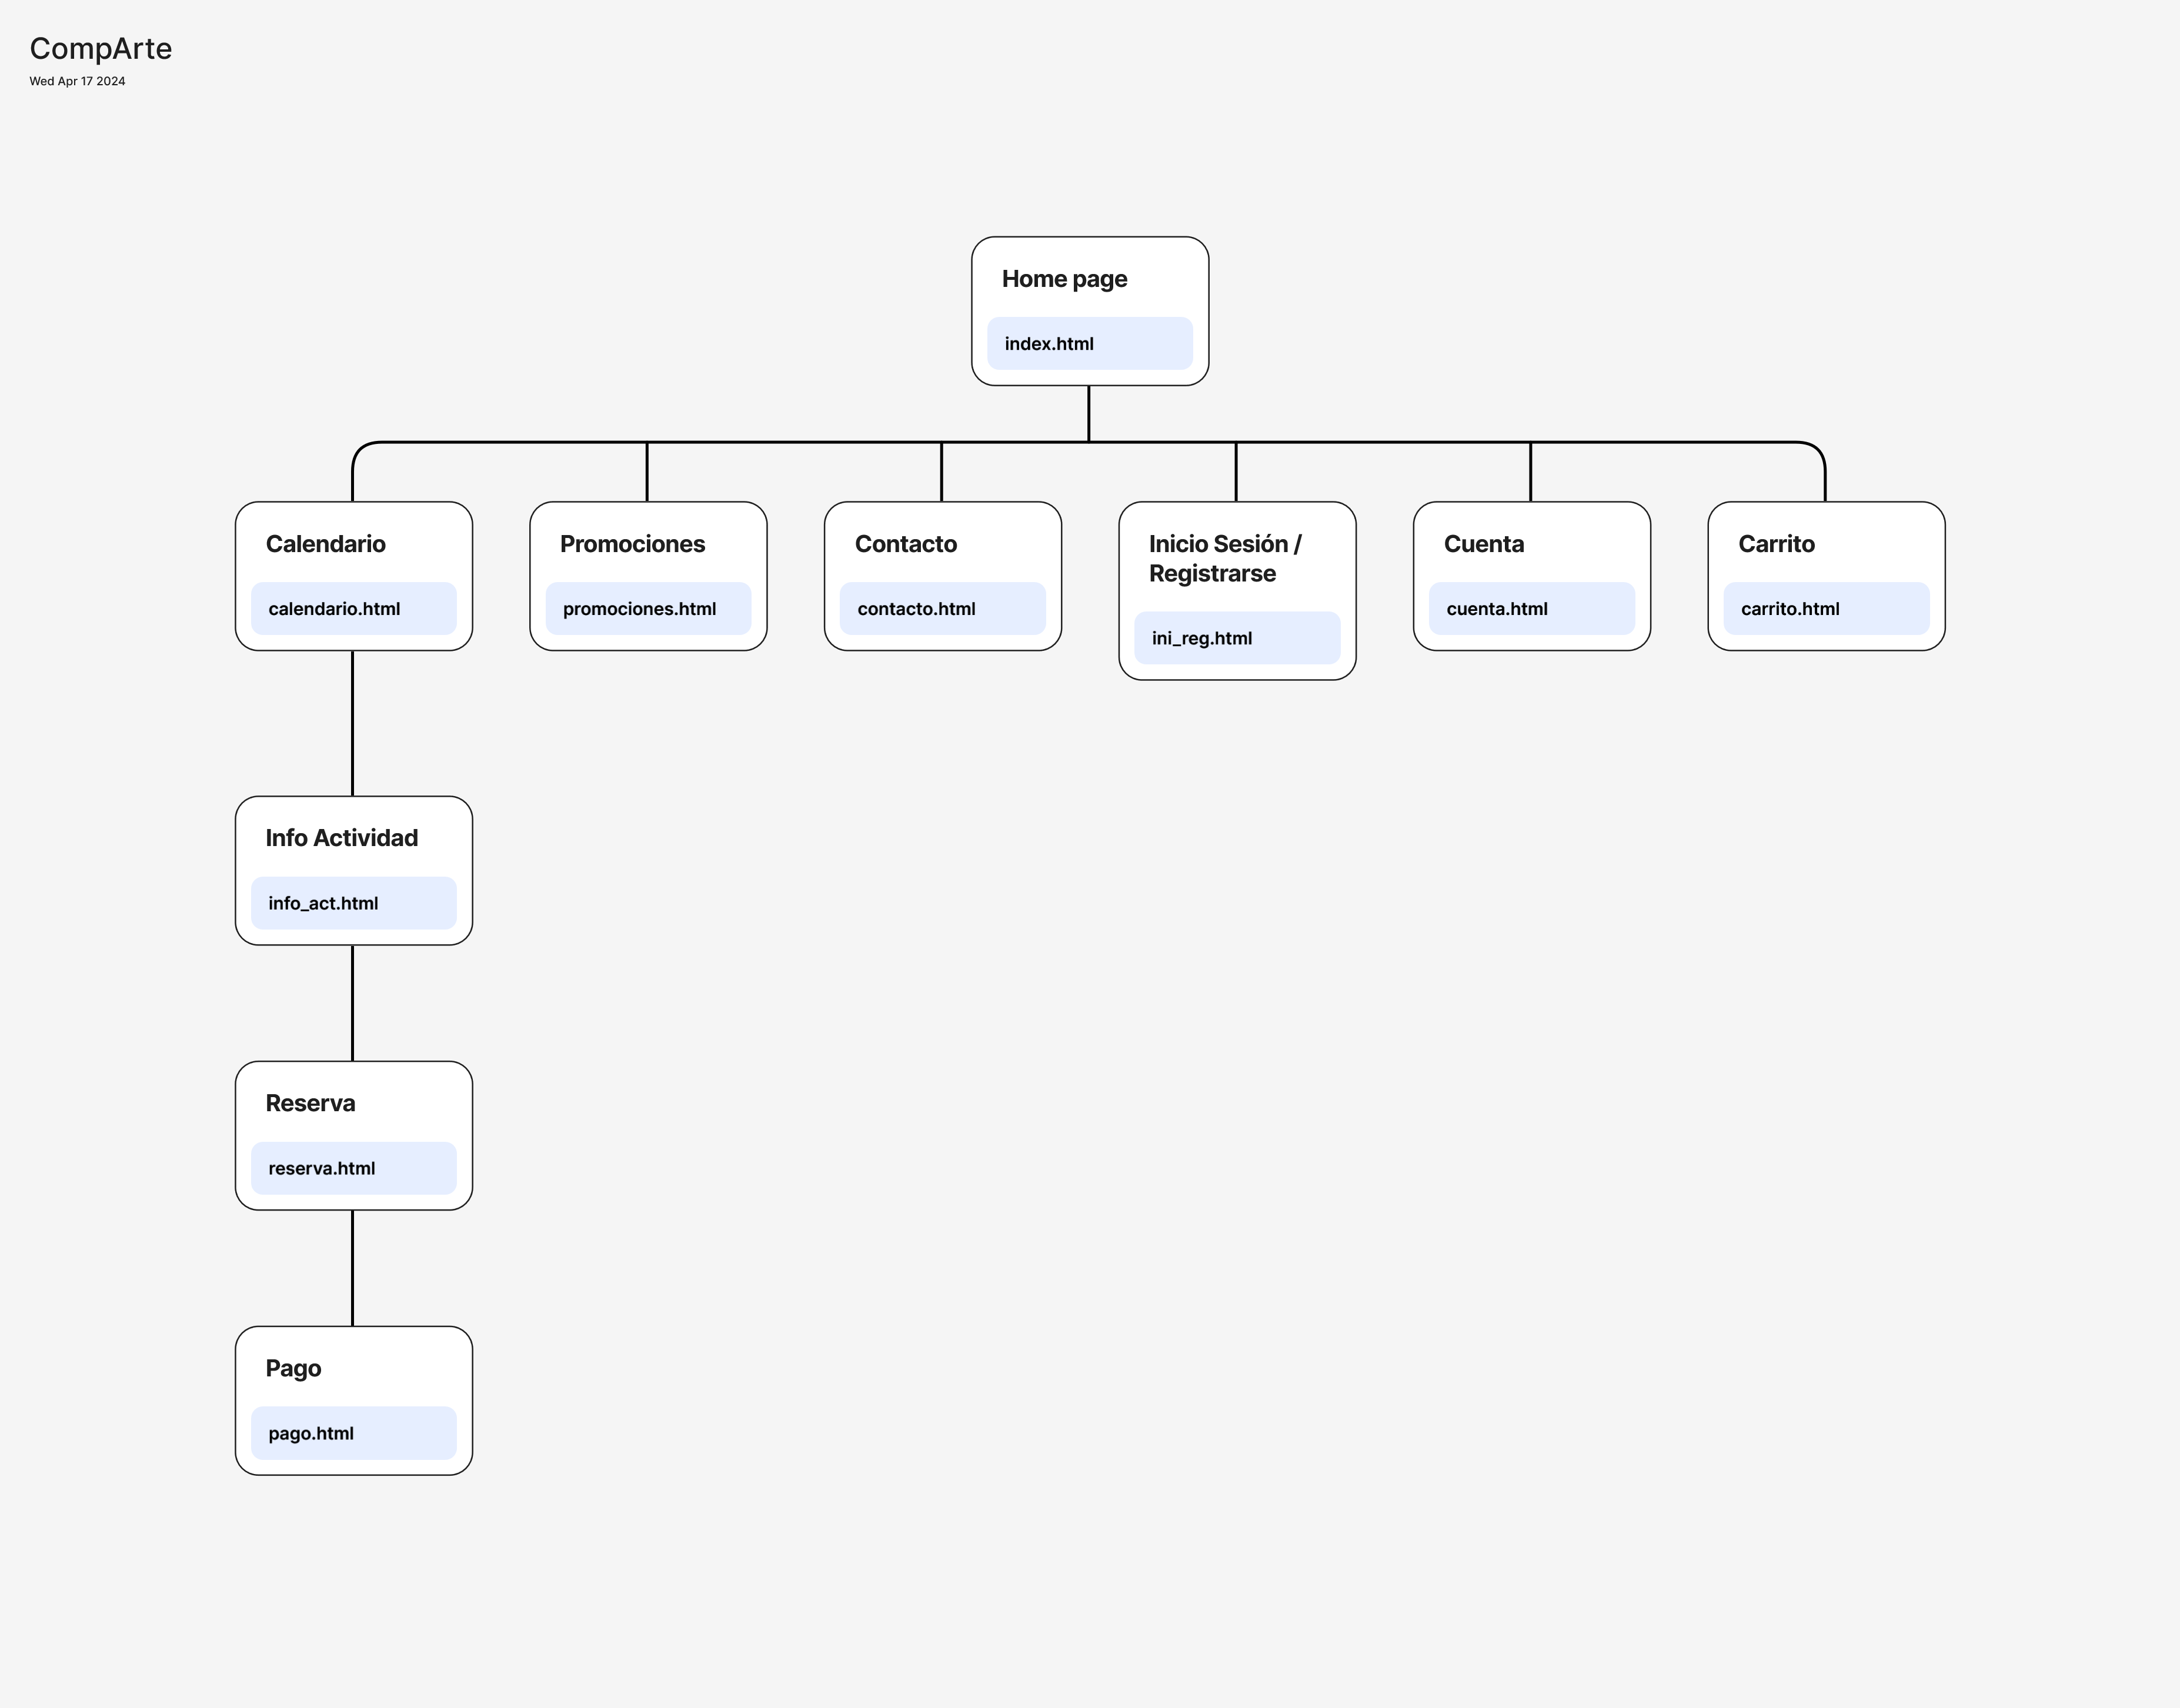 CompArte
Wed Apr 17 2024
Home page
index.html
Calendario
calendario.html
Promociones
promociones.html
Contacto
contacto.html
Inicio Sesión /
Registrarse
ini_reg.html
Cuenta
cuenta.html
Carrito
carrito.html
Info Actividad
info_act.html
Reserva
reserva.html
Pago
pago.html